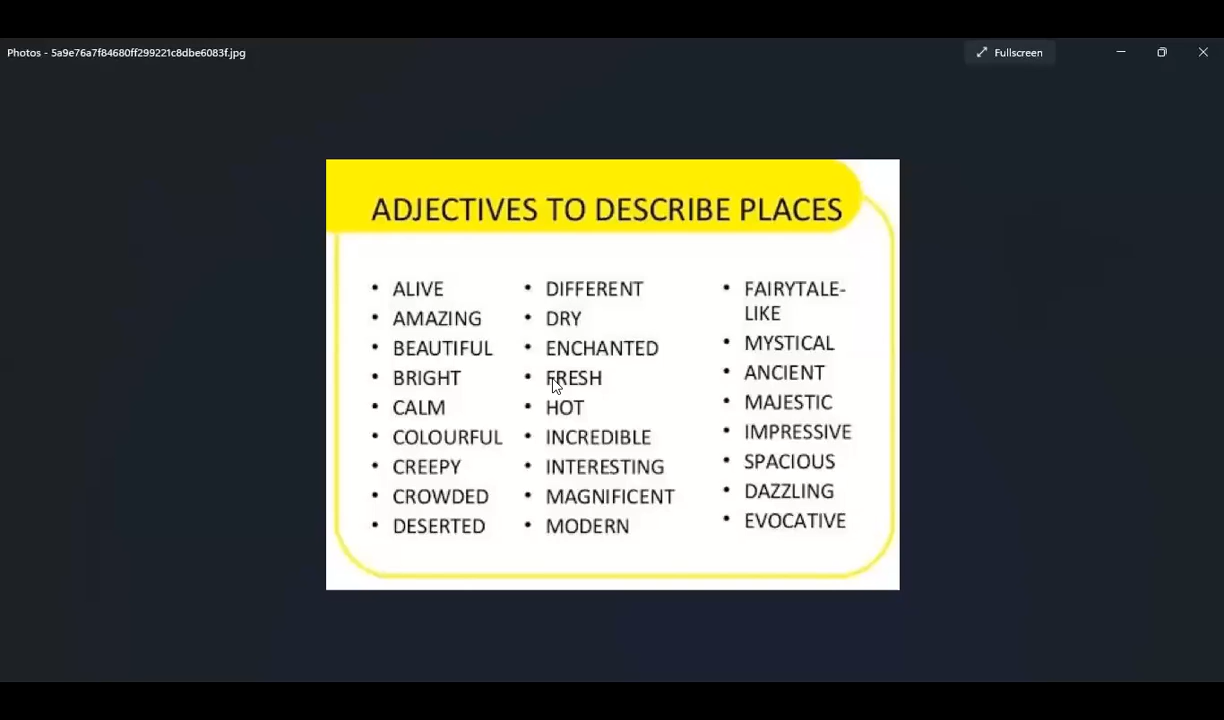 Photos - 5a9e76a7f84680ff299221c8dbe6083f.jpg
Fullscreen
ADJECTIVES TO DESCRIBE PLACES
• ALIVE
• AMAZING
• BEAUTIFUL
• BRIGHT
• CALM
• COLOURFUL
• CREEPY
• CROWDED
• DESERTED
• DIFFERENT
• DRY
• ENCHANTED
• FRESH
• HOT
• INCREDIBLE
• INTERESTING
• MAGNIFICENT
• MODERN
• FAIRYTALE-
LIKE
• MYSTICAL
• ANCIENT
• MAJESTIC
• IMPRESSIVE
• SPACIOUS
• DAZZLING
• EVOCATIVE